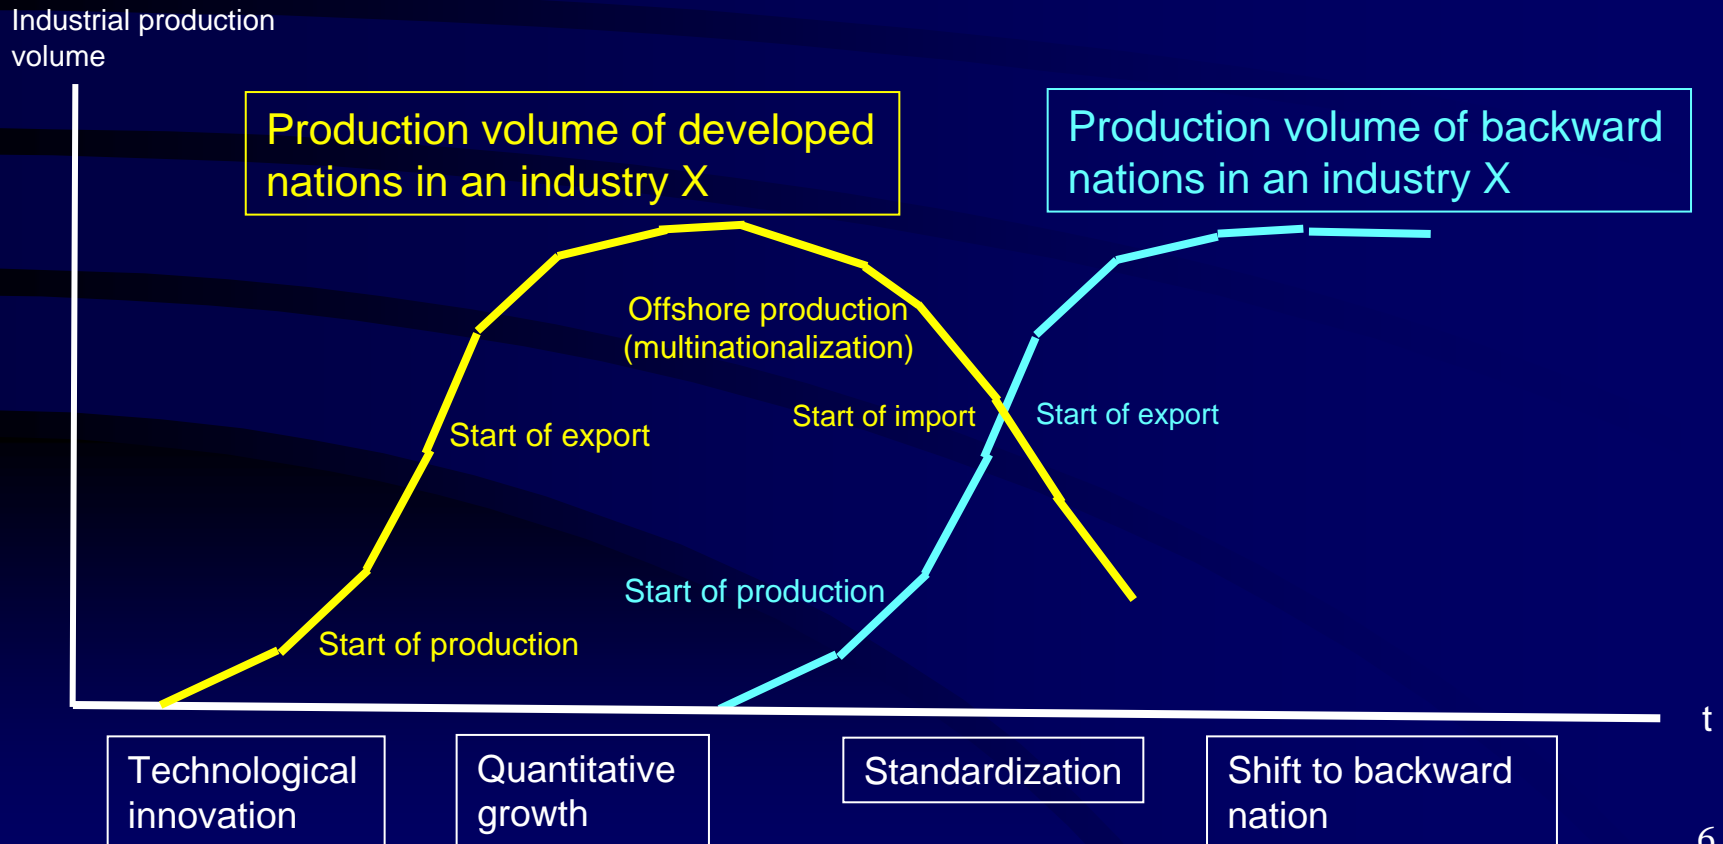 Industrial production
volume
Production volume of developed
nations in an industry X
Production volume of backward
nations in an industry X
Offshore production
(multinationalization)
Start of import
Start of export
Start of export
Start of production
Start of production
t
Technological
innovation
Quantitative
growth
Standardization
Shift to backward
nation
6